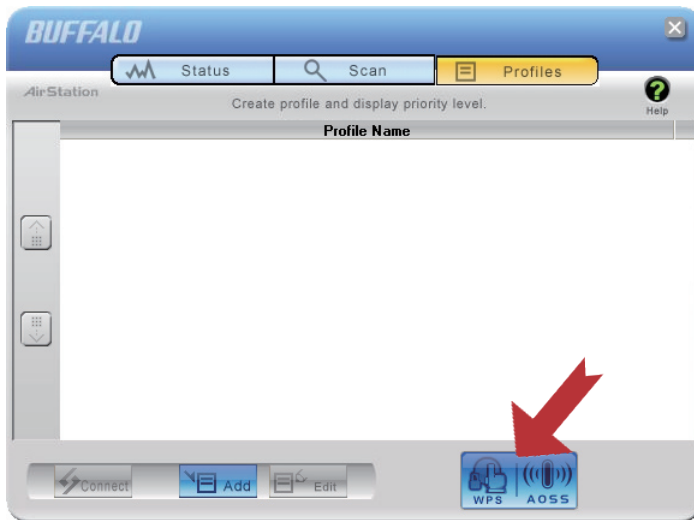 BUFFALO
Status
Scan
Profiles
AirStation
Create profile and display priority level.
Help
Profile Name
Connect
Add
Edit
WPS
AOSS